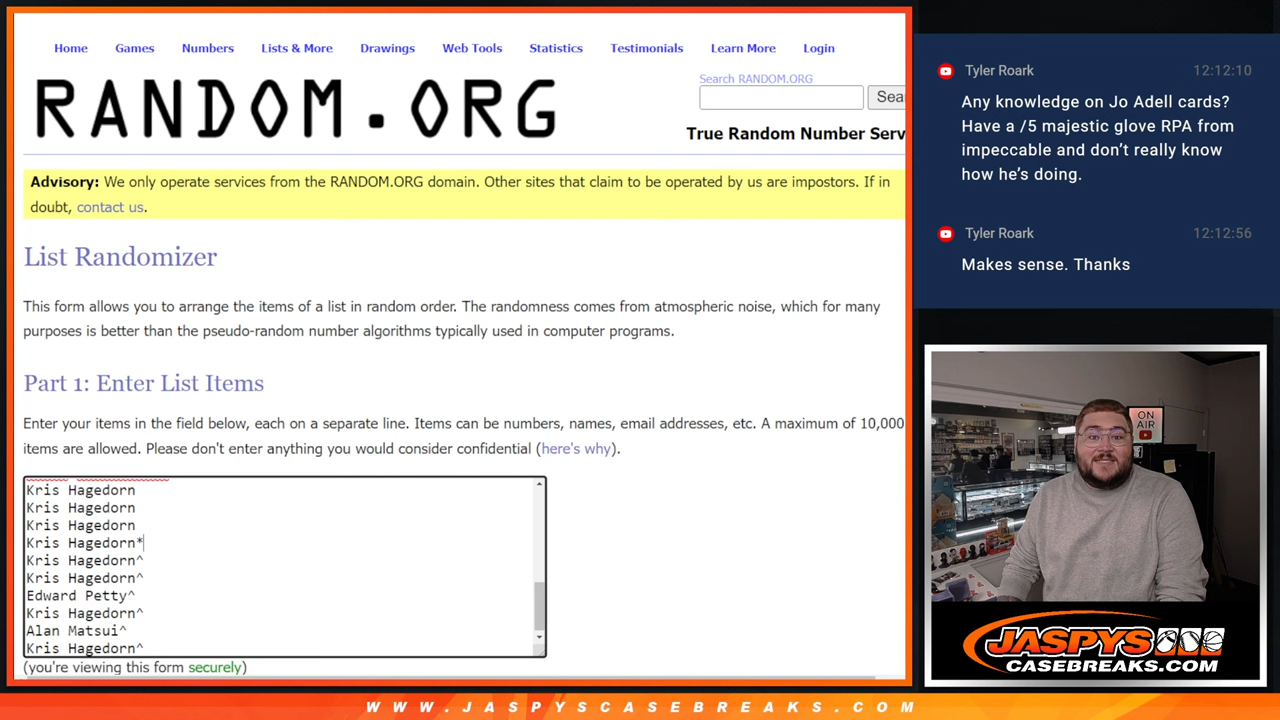 Home Games Numbers Lists & More Drawings Web Tools Statistics Testimonials Learn More Login
RANDOM.ORG
Search RANDOM.ORG
Sea
True Random Number Serv
Advisory: We only operate services from the RANDOM.ORG domain. Other sites that claim to be operated by us are impostors. If in
doubt, contact us.
List Randomizer
This form allows you to arrange the items of a list in random order. The randomness comes from atmospheric noise, which for many
purposes is better than the pseudo-random number algorithms typically used in computer programs.
Part 1: Enter List Items
Enter your items in the field below, each on a separate line. Items can be numbers, names, email addresses, etc. A maximum of 10,000
items are allowed. Please don't enter anything you would consider confidential (here's why).
Kris Hagedorn
Kris Hagedorn
Kris Hagedorn
Kris Hagedorn*
Kris Hagedorn^
Kris Hagedorn^
Edward Petty^
Kris Hagedorn^
Alan Matsui^
Kris Hagedorn^
(you're viewing this form securely)
Tyler Roark 12:12:10
Any knowledge on Jo Adell cards?
Have a /5 majestic glove RPA from
impeccable and don't really know
how he's doing.
Tyler Roark 12:12:56
Makes sense. Thanks
ON
AIR
JASPYS
CASEBREAKS.COM
WWW.JASPYSCASEBREAKS.COM